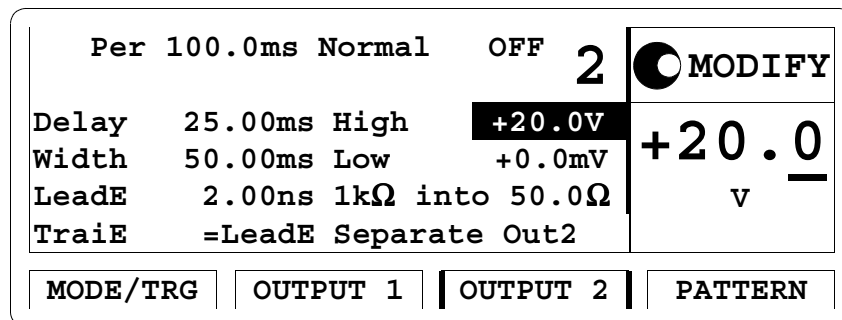 Per 100.0ms Normal OFF 2
MODIFY
Delay 25.00ms High +20.0V
Width 50.00ms Low +0.0mV
LeadE 2.00ns 1kΩ into 50.0Ω
TraiE =LeadE Separate Out2
+20.0
V
MODE/TRG OUTPUT 1 OUTPUT 2 PATTERN